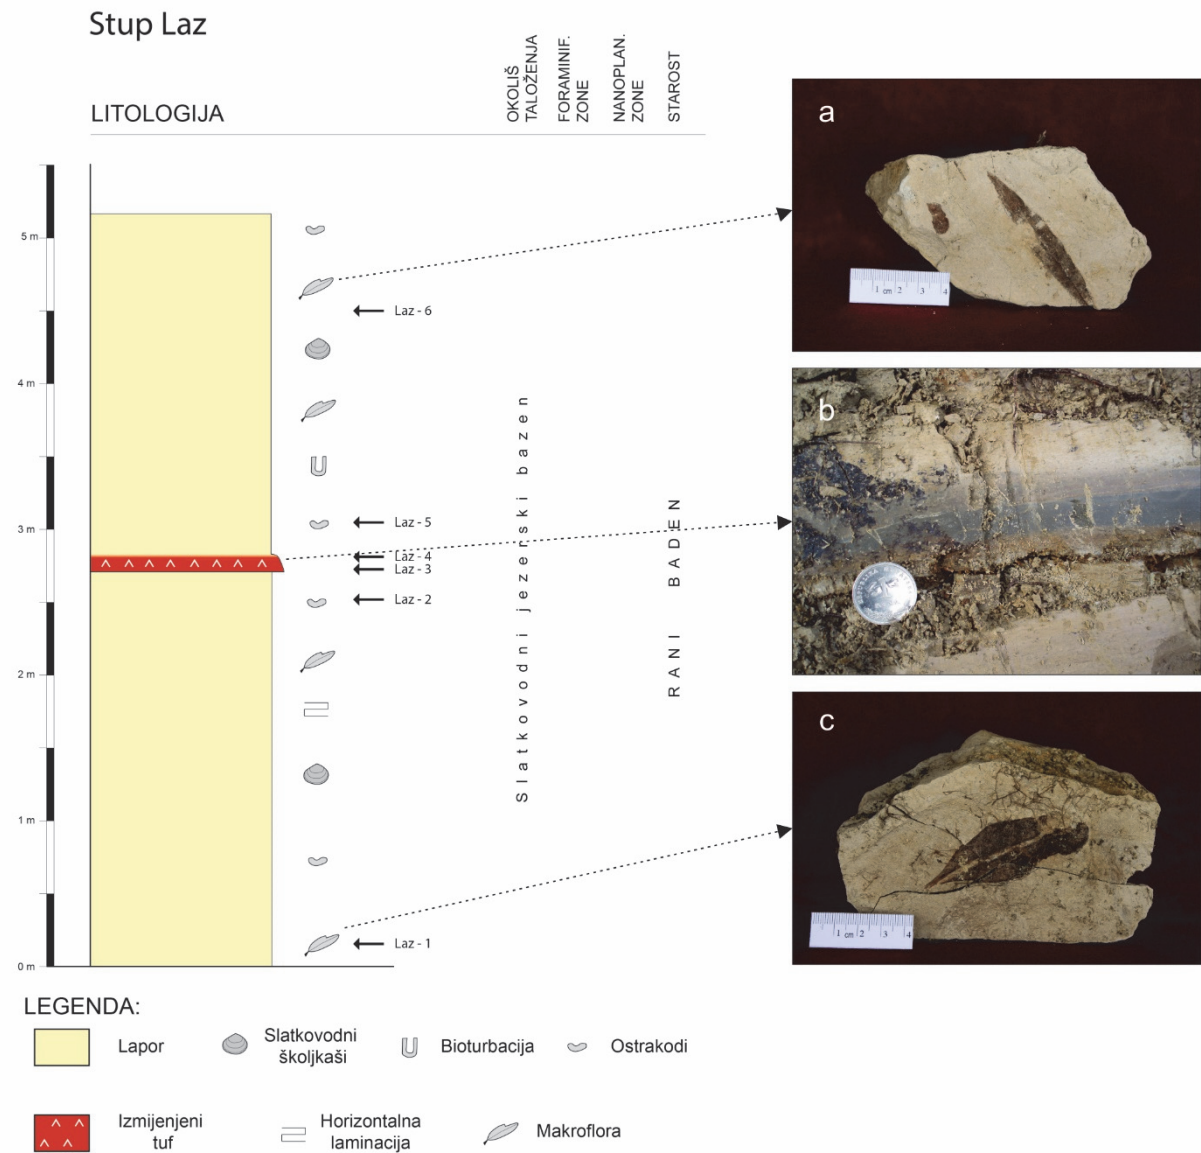 Stup Laz
LITOLOGIJA
OKOLIŠ
TALOŽENJA
FORAMINIF.
ZONE
NANOPLAN.
ZONE
STAROST
5 m
4 m
3 m
2 m
1 m
0 m
Laz - 6
Laz - 5
Laz - 4
Laz - 3
Laz - 2
Laz - 1
Slatkovodni jezerski bazen
RANI BADEN
a
1 cm 2 3 4
b
c
1 cm 2 3 4
LEGENDA:
Lapor
Slatkovodni
školjkaši
Bioturbacija
Ostrakodi
Izmijenjeni
tuf
Horizontalna
laminacija
Makroflora